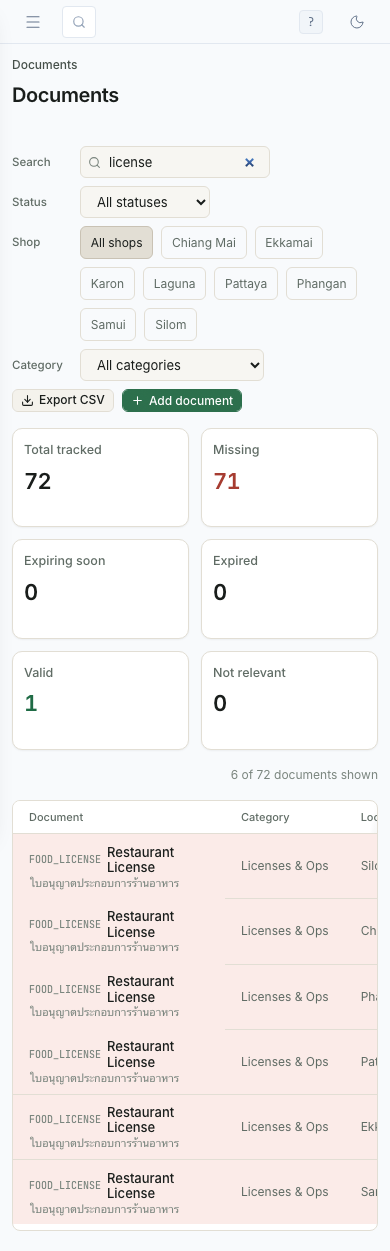 ?
Documents
Documents
Search
license
Status
All statuses
Shop
All shops
Chiang Mai
Ekkamai
Karon
Laguna
Pattaya
Phangan
Samui
Silom
Category
All categories
Export CSV
Add document
Total tracked
Missing
72
71
Expiring soon
Expired
0
0
Valid
Not relevant
1
0
6 of 72 documents shown
Document Category Loc
FOOD_LICENSE Restaurant License Licenses & Ops Silo
ใบอนุญาตประกอบการร้านอาหาร
FOOD_LICENSE Restaurant License Licenses & Ops Ch
ใบอนุญาตประกอบการร้านอาหาร
FOOD_LICENSE Restaurant License Licenses & Ops Pha
ใบอนุญาตประกอบการร้านอาหาร
FOOD_LICENSE Restaurant License Licenses & Ops Pat
ใบอนุญาตประกอบการร้านอาหาร
FOOD_LICENSE Restaurant License Licenses & Ops Ekk
ใบอนุญาตประกอบการร้านอาหาร
FOOD_LICENSE Restaurant License Licenses & Ops Sam
ใบอนุญาตประกอบการร้านอาหาร